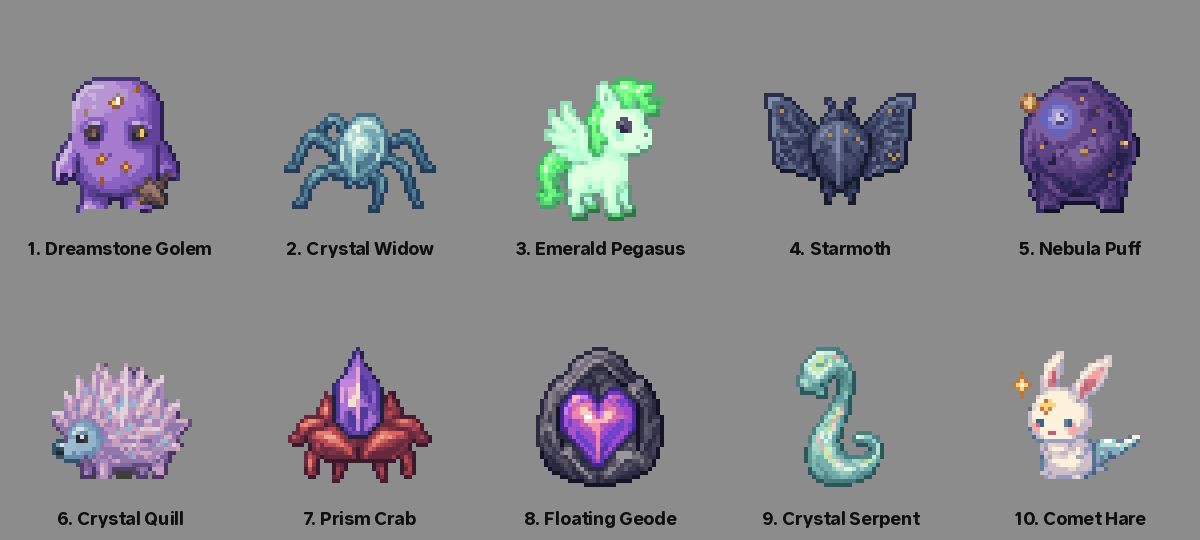 1. Dreamstone Golem
2. Crystal Widow
3. Emerald Pegasus
4. Starmoth
5. Nebula Puff
6. Crystal Quill
7. Prism Crab
8. Floating Geode
9. Crystal Serpent
10. Comet Hare